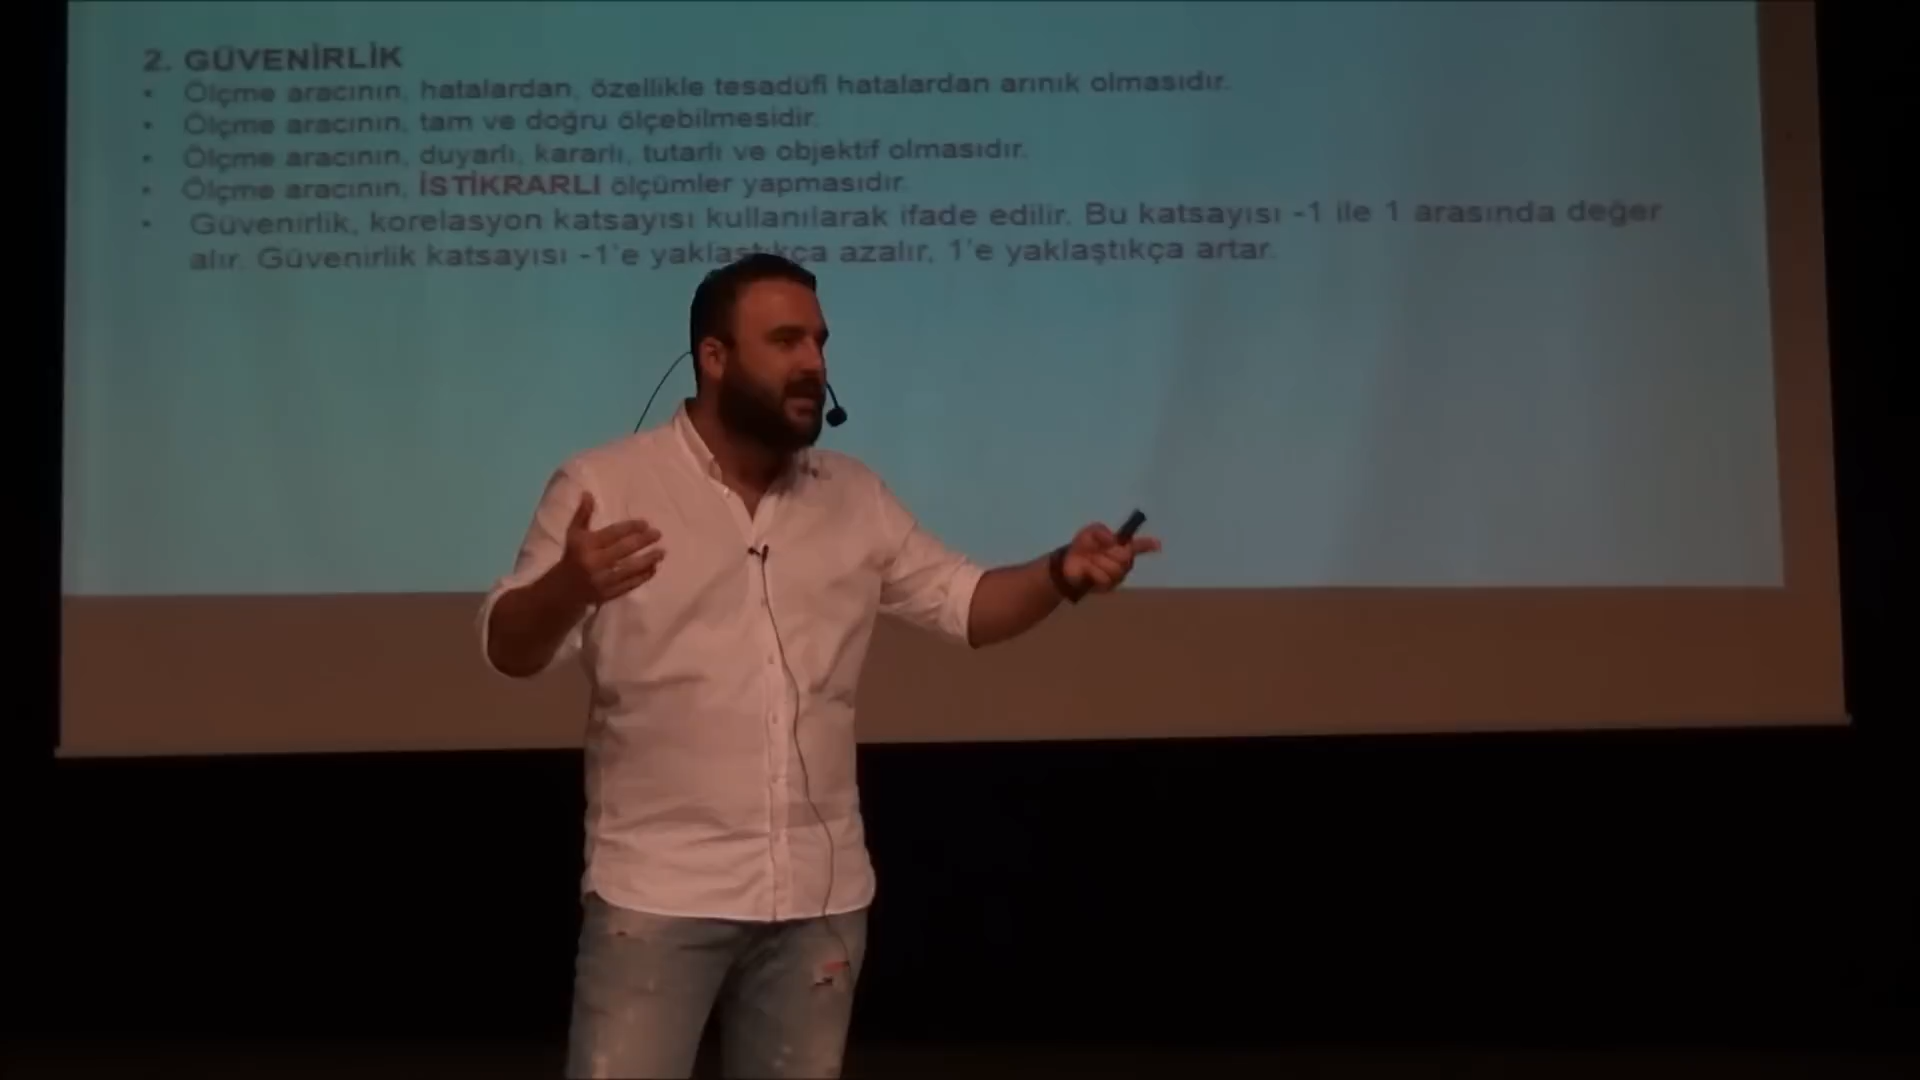 2. GÜVENİRLİK
• Ölçme aracının, hatalardan, özellikle tesadüfi hatalardan arınık olmasıdır.
• Ölçme aracının, tam ve doğru ölçebilmesidir.
• Ölçme aracının, duyarlı, kararlı, tutarlı ve objektif olmasıdır.
• Ölçme aracının, İSTİKRARLI ölçümler yapmasıdır.
• Güvenirlik, korelasyon katsayısı kullanılarak ifade edilir. Bu katsayısı -1 ile 1 arasında değer
alır. Güvenirlik katsayısı -1'e yaklaştıkça azalır, 1'e yaklaştıkça artar.